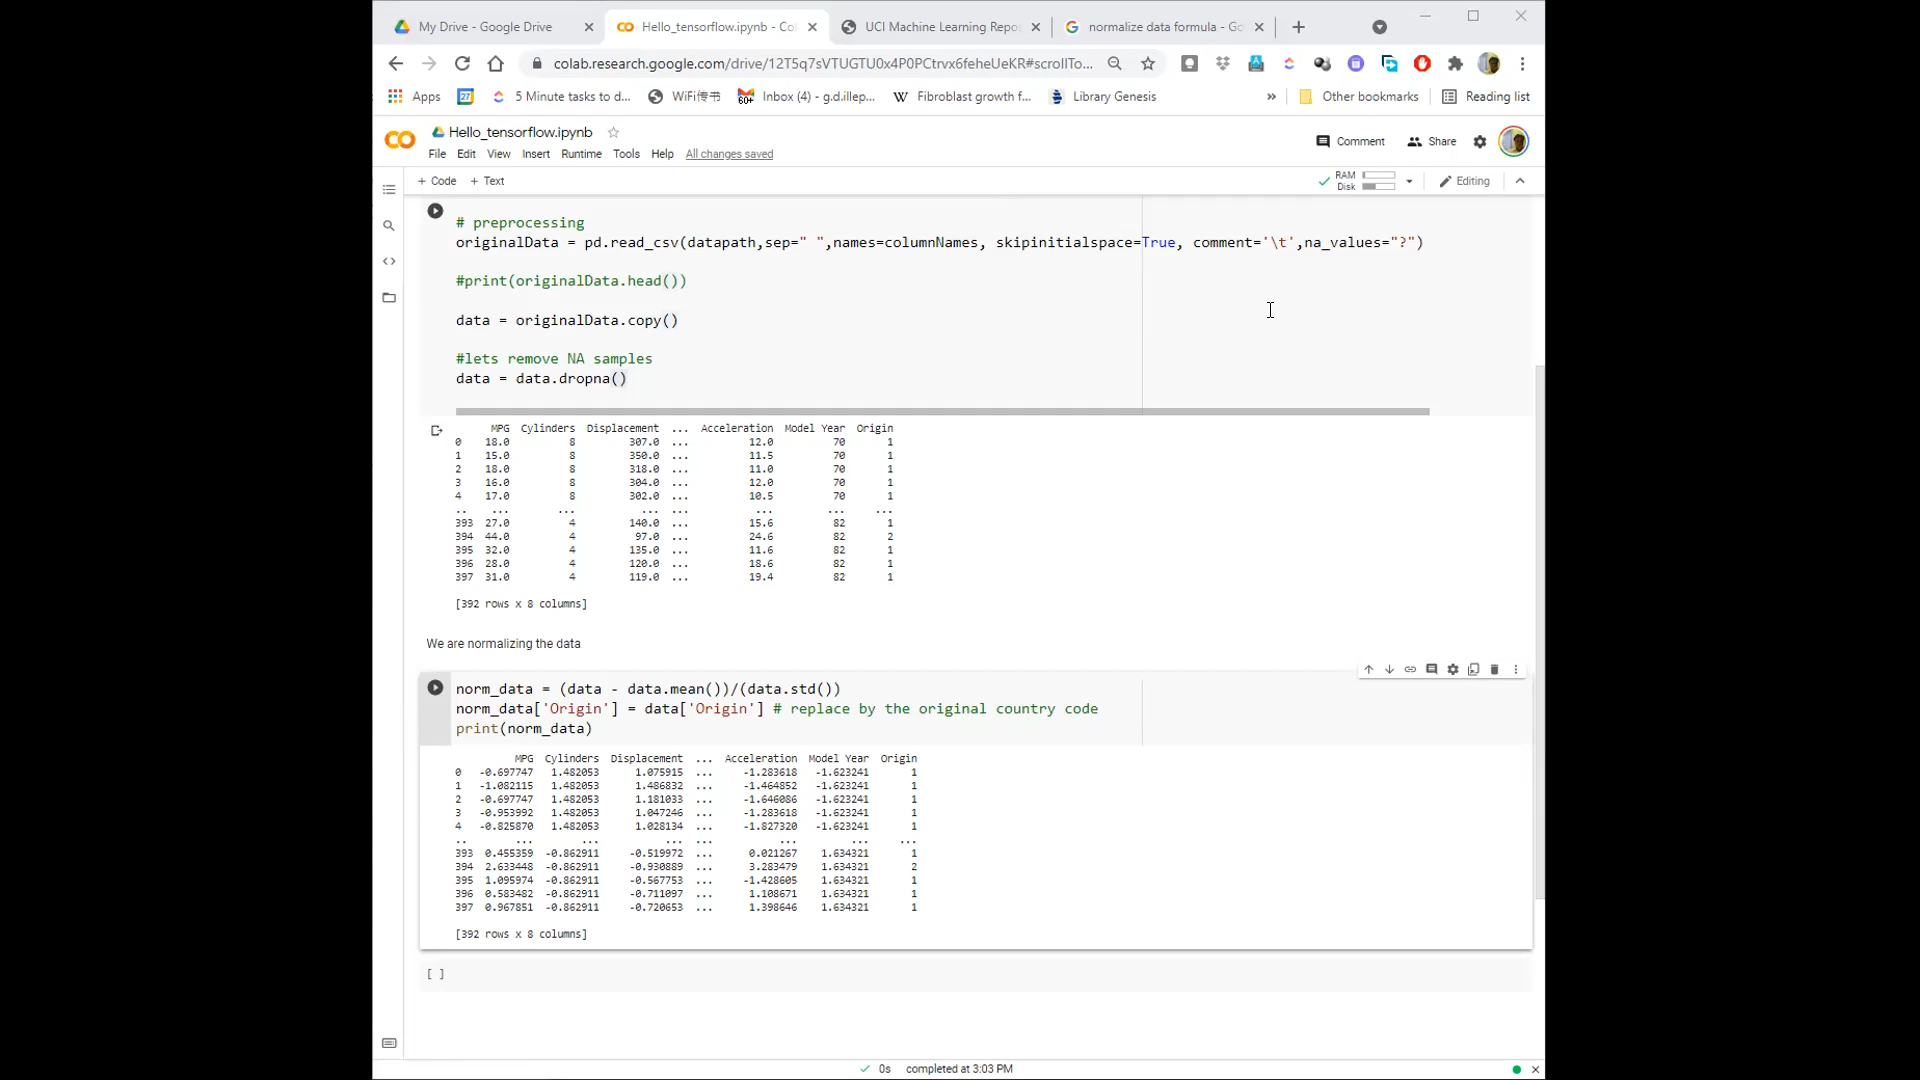 My Drive - Google Drive
Hello_tensorflow.ipynb - Co
UCI Machine Learning Repo
normalize data formula - Go
colab.research.google.com/drive/12T5q7sVTUGTU0x4P0PCtrvx6feheUeKR#scrollTo...
Apps
5 Minute tasks to d...
WiFi传书
Inbox (4) - g.d.illep...
Fibroblast growth f...
Library Genesis
»
Other bookmarks
Reading list
Hello_tensorflow.ipynb
Comment
Share
File Edit View Insert Runtime Tools Help All changes saved
+ Code + Text
RAM
Disk
Editing
# preprocessing
originalData = pd.read_csv(datapath,sep=" ",names=columnNames, skipinitialspace=True, comment='\t',na_values="?")
#print(originalData.head())
data = originalData.copy()
#lets remove NA samples
data = data.dropna()
MPG Cylinders Displacement ... Acceleration Model Year Origin
0 18.0 8 307.0 ... 12.0 70 1
1 15.0 8 350.0 ... 11.5 70 1
2 18.0 8 318.0 ... 11.0 70 1
3 16.0 8 304.0 ... 12.0 70 1
4 17.0 8 302.0 ... 10.5 70 1
.. ... ... ... ... ... ... ...
393 27.0 4 140.0 ... 15.6 82 1
394 44.0 4 97.0 ... 24.6 82 2
395 32.0 4 135.0 ... 11.6 82 1
396 28.0 4 120.0 ... 18.6 82 1
397 31.0 4 119.0 ... 19.4 82 1
[392 rows x 8 columns]
We are normalizing the data
norm_data = (data - data.mean())/(data.std())
norm_data['Origin'] = data['Origin'] # replace by the original country code
print(norm_data)
MPG Cylinders Displacement ... Acceleration Model Year Origin
0 -0.697747 1.482053 1.075915 ... -1.283618 -1.623241 1
1 -1.082115 1.482053 1.486832 ... -1.464852 -1.623241 1
2 -0.697747 1.482053 1.181033 ... -1.646086 -1.623241 1
3 -0.953992 1.482053 1.047246 ... -1.283618 -1.623241 1
4 -0.825870 1.482053 1.028134 ... -1.827320 -1.623241 1
.. ... ... ... ... ... ... ...
393 0.455359 -0.862911 -0.519972 ... 0.021267 1.634321 1
394 2.633448 -0.862911 -0.930889 ... 3.283479 1.634321 2
395 1.095974 -0.862911 -0.567753 ... -1.428605 1.634321 1
396 0.583482 -0.862911 -0.711097 ... 1.108671 1.634321 1
397 0.967851 -0.862911 -0.720653 ... 1.398646 1.634321 1
[392 rows x 8 columns]
[ ]
0s completed at 3:03 PM